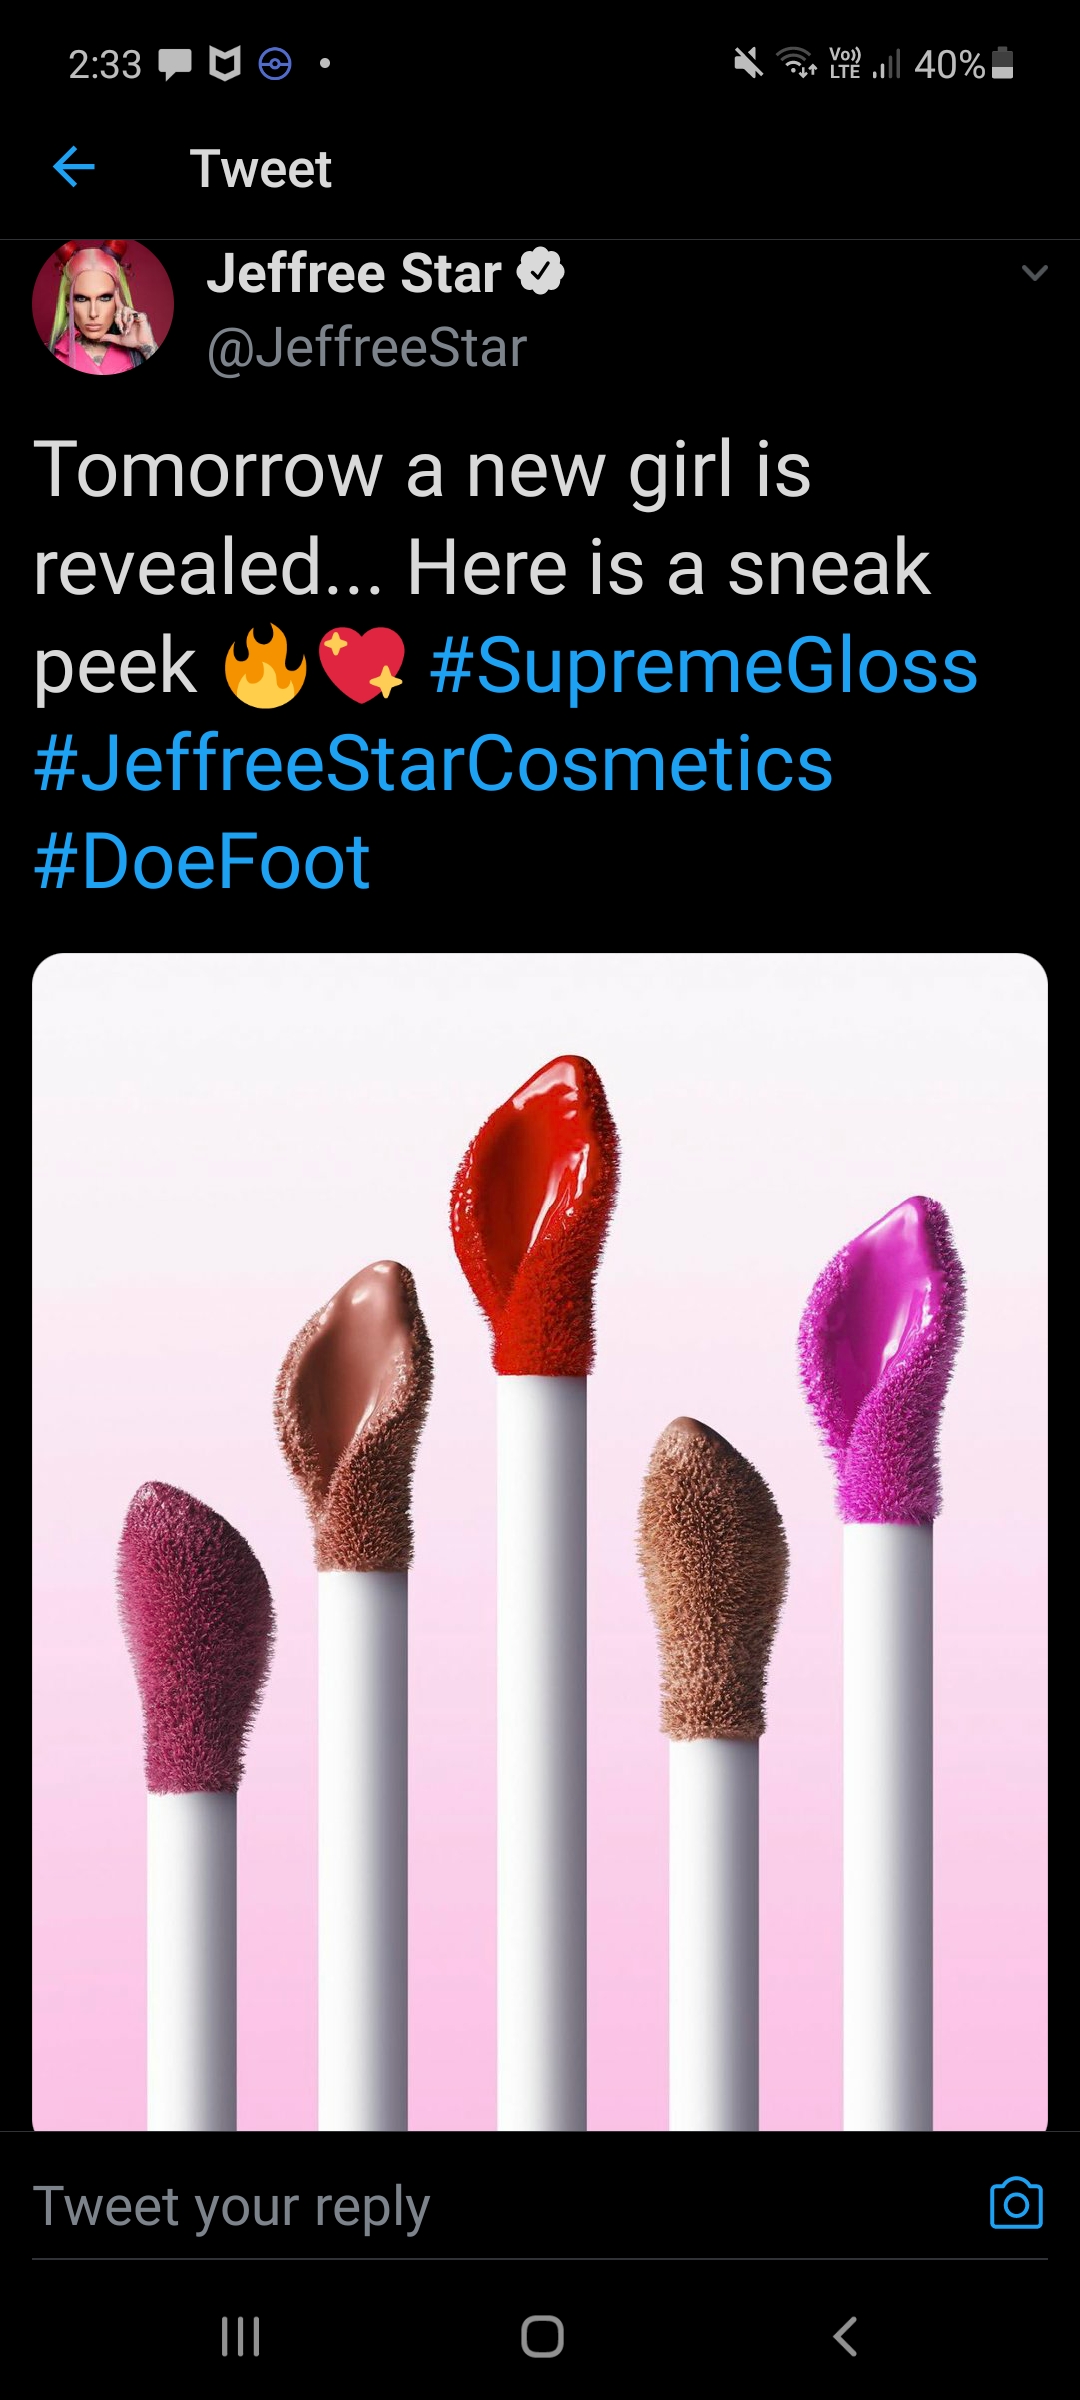 2:33 Vo)) LTE 40%
Tweet
Jeffree Star
@JeffreeStar
Tomorrow a new girl is
revealed... Here is a sneak
peek 🔥💖 #SupremeGloss
#JeffreeStarCosmetics
#DoeFoot
Tweet your reply